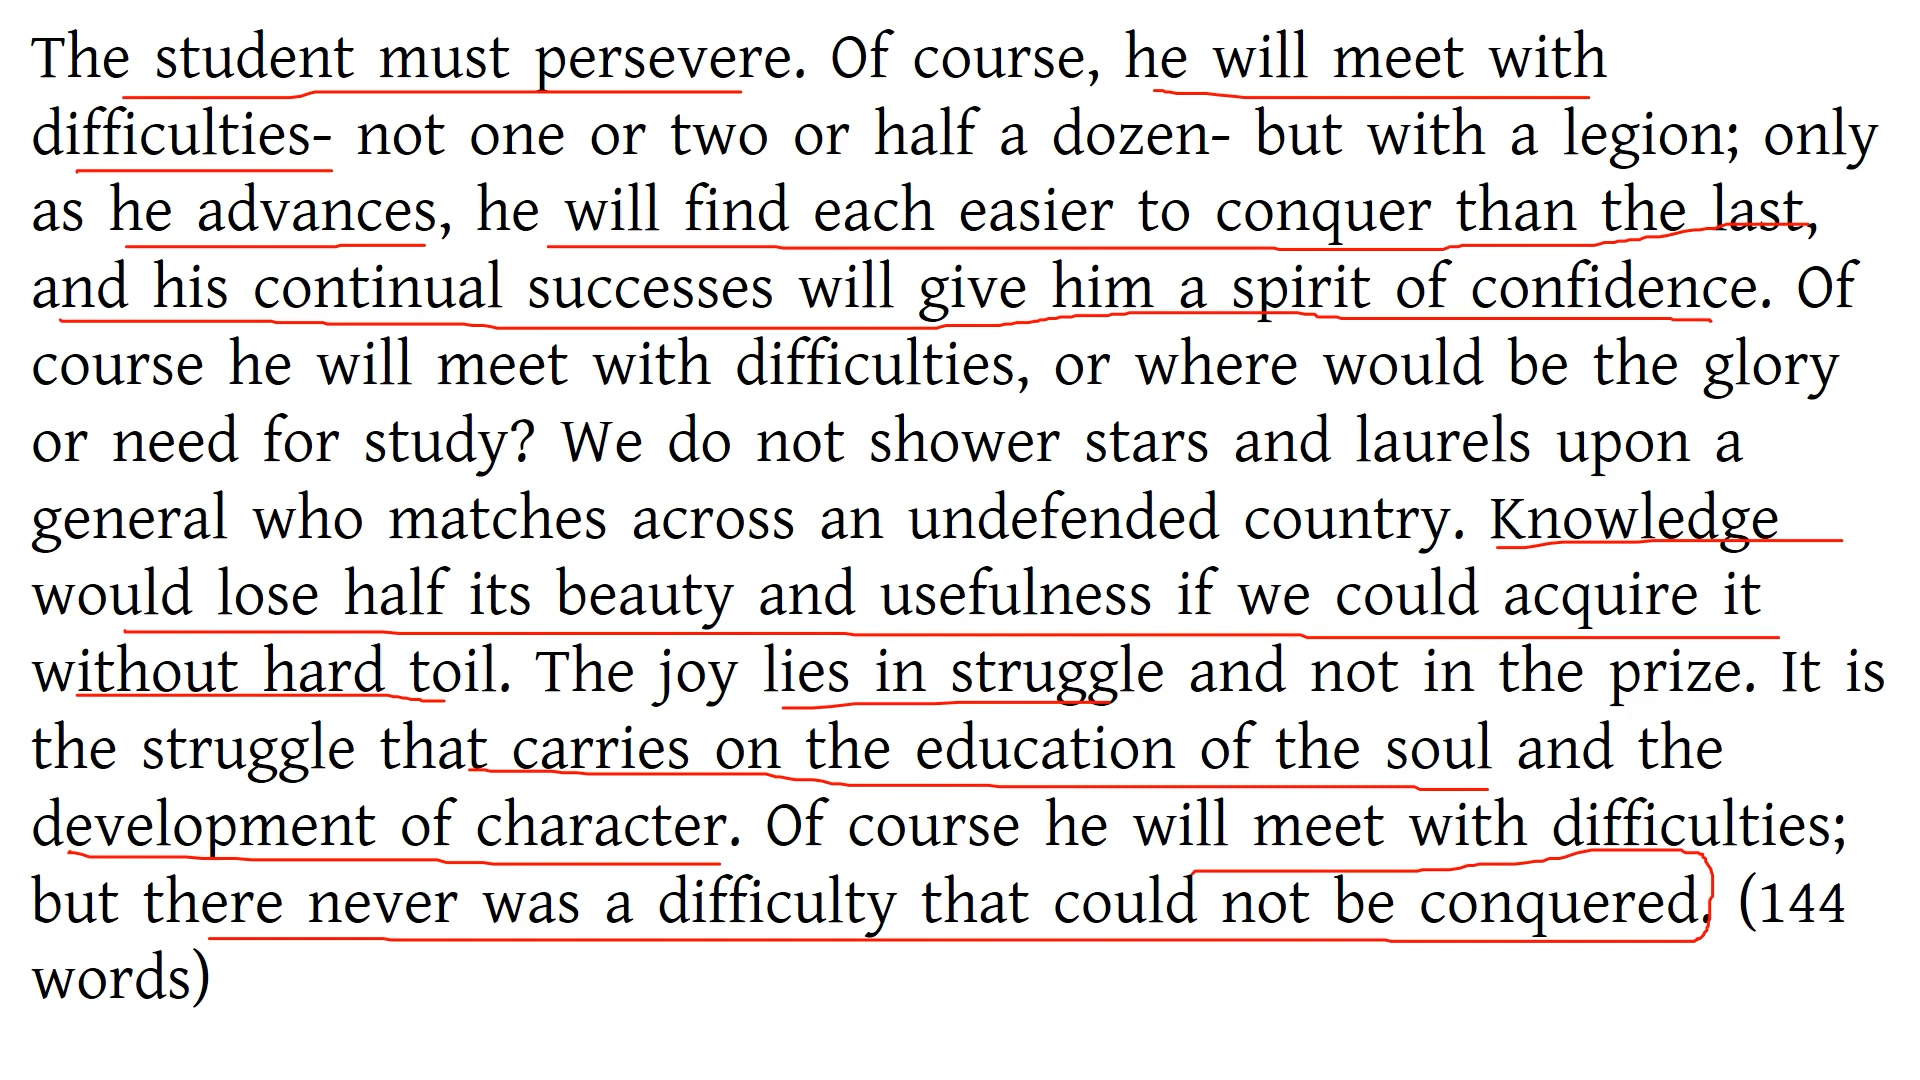 The student must persevere. Of course, he will meet with
difficulties- not one or two or half a dozen- but with a legion; only
as he advances, he will find each easier to conquer than the last,
and his continual successes will give him a spirit of confidence. Of
course he will meet with difficulties, or where would be the glory
or need for study? We do not shower stars and laurels upon a
general who matches across an undefended country. Knowledge
would lose half its beauty and usefulness if we could acquire it
without hard toil. The joy lies in struggle and not in the prize. It is
the struggle that carries on the education of the soul and the
development of character. Of course he will meet with difficulties;
but there never was a difficulty that could not be conquered. (144
words)